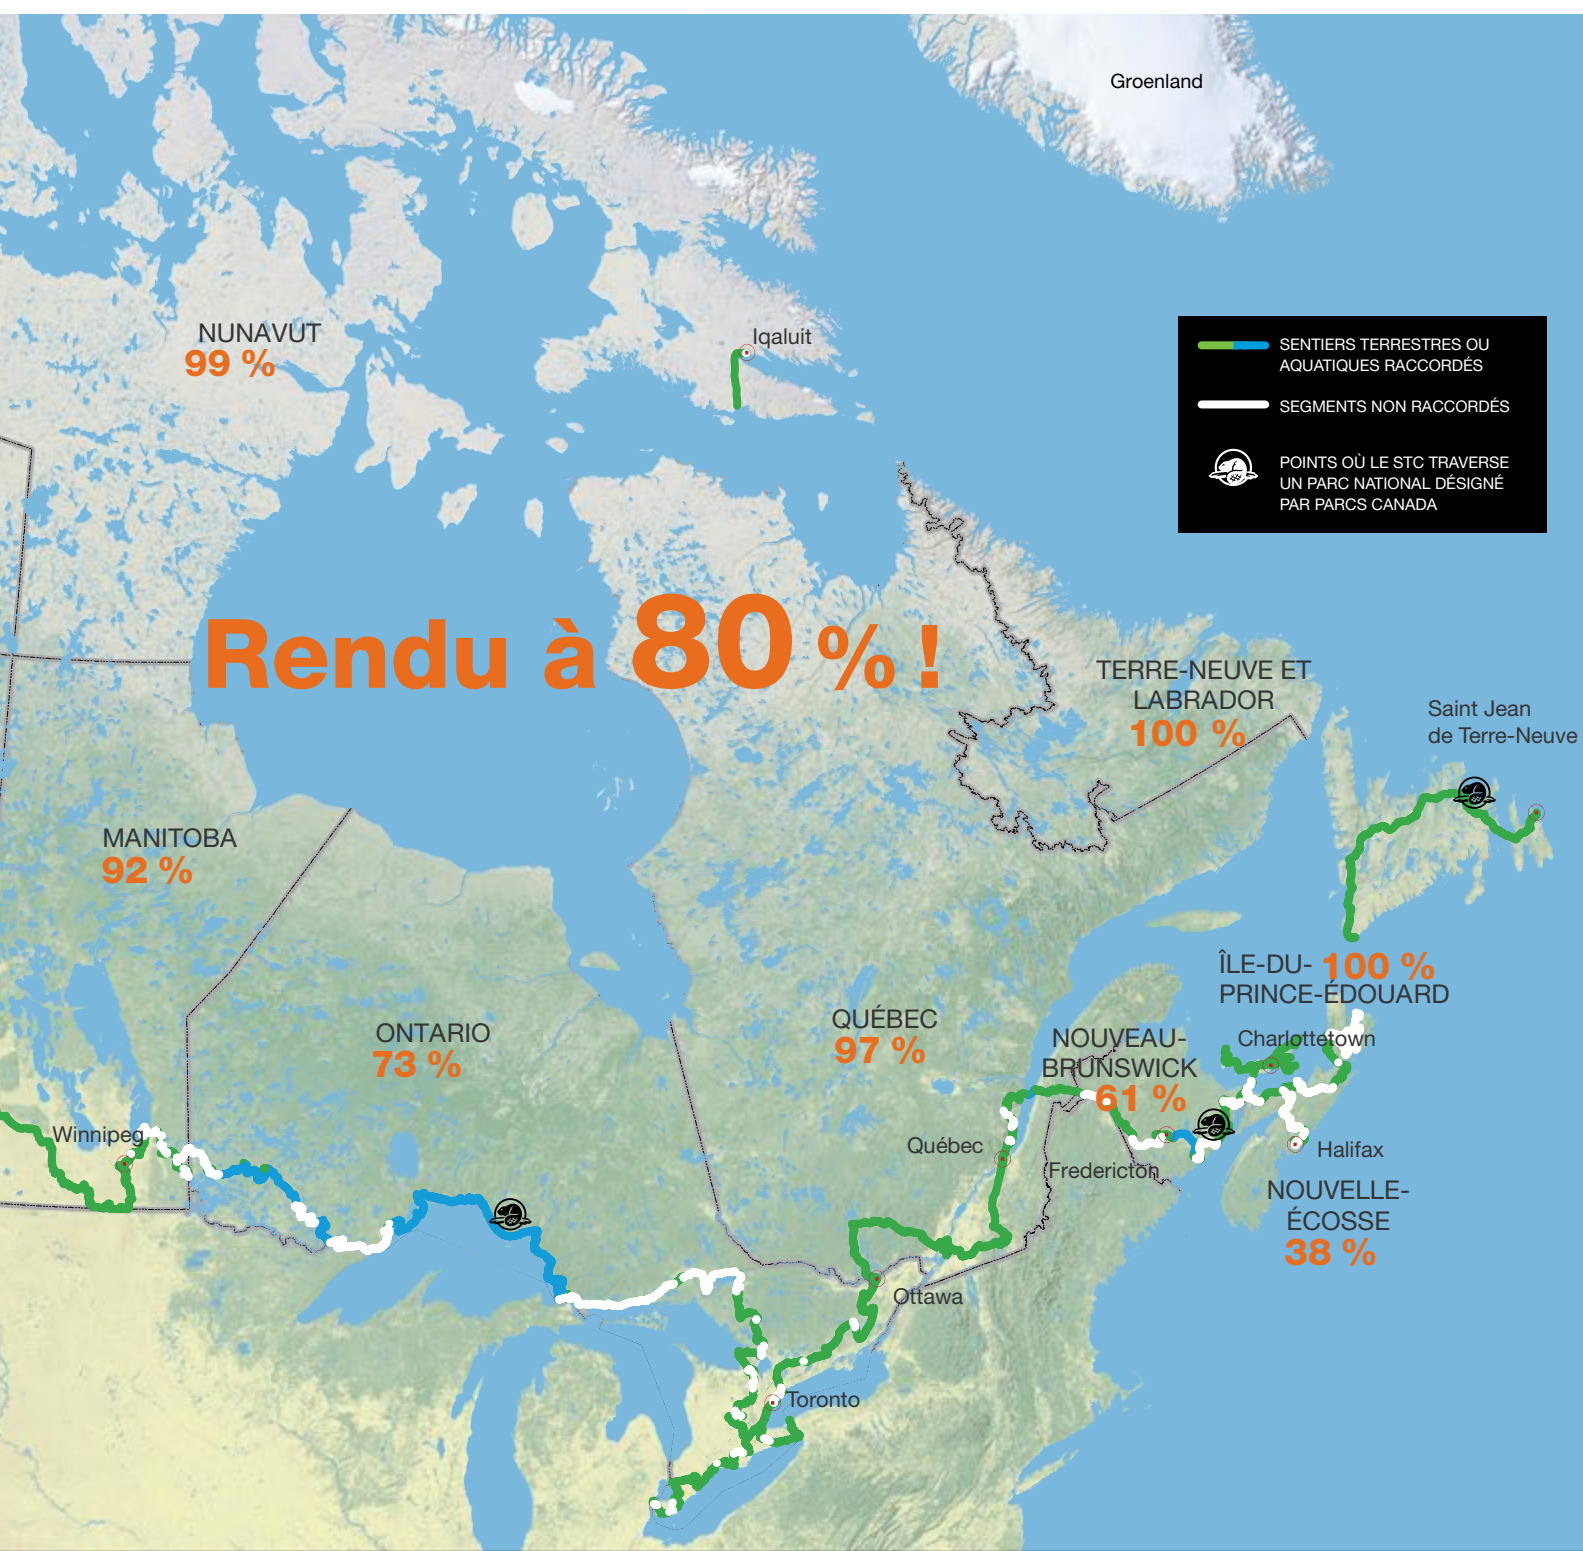 Groenland
NUNAVUT
99 %
Iqaluit
SENTIERS TERRESTRES OU
AQUATIQUES RACCORDÉS
SEGMENTS NON RACCORDÉS
POINTS OÙ LE STC TRAVERSE
UN PARC NATIONAL DÉSIGNÉ
PAR PARCS CANADA
Rendu à 80 % !
TERRE-NEUVE ET
LABRADOR
100 %
Saint Jean
de Terre-Neuve
MANITOBA
92 %
ÎLE-DU- 100 %
PRINCE-ÉDOUARD
ONTARIO
73 %
QUÉBEC
97 %
NOUVEAU-
BRUNSWICK
61 %
Charlottetown
Winnipeg
Québec
Fredericton
Halifax
NOUVELLE-
ÉCOSSE
38 %
Ottawa
Toronto